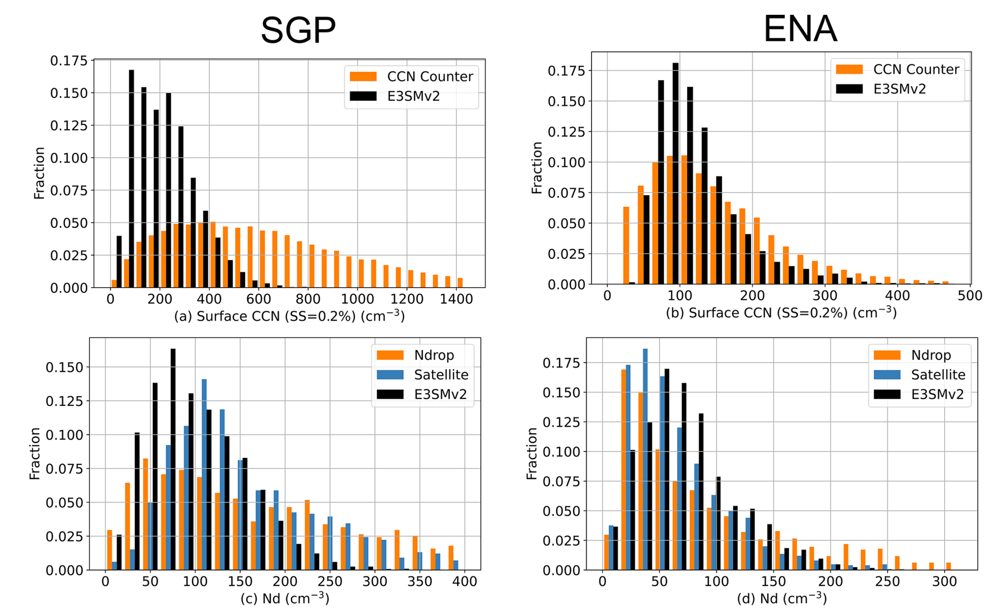 SGP
ENA
0.175
0.150
0.125
0.100
0.075
0.050
0.025
0.000
Fraction
CCN Counter
E3SMv2
0 200 400 600 800 1000 1200 1400
(a) Surface CCN (SS=0.2%) (cm⁻³)
0.175
0.150
0.125
0.100
0.075
0.050
0.025
0.000
Fraction
CCN Counter
E3SMv2
0 100 200 300 400 500
(b) Surface CCN (SS=0.2%) (cm⁻³)
0.150
0.125
0.100
0.075
0.050
0.025
0.000
Fraction
Ndrop
Satellite
E3SMv2
0 50 100 150 200 250 300 350 400
(c) Nd (cm⁻³)
0.175
0.150
0.125
0.100
0.075
0.050
0.025
0.000
Fraction
Ndrop
Satellite
E3SMv2
0 50 100 150 200 250 300
(d) Nd (cm⁻³)